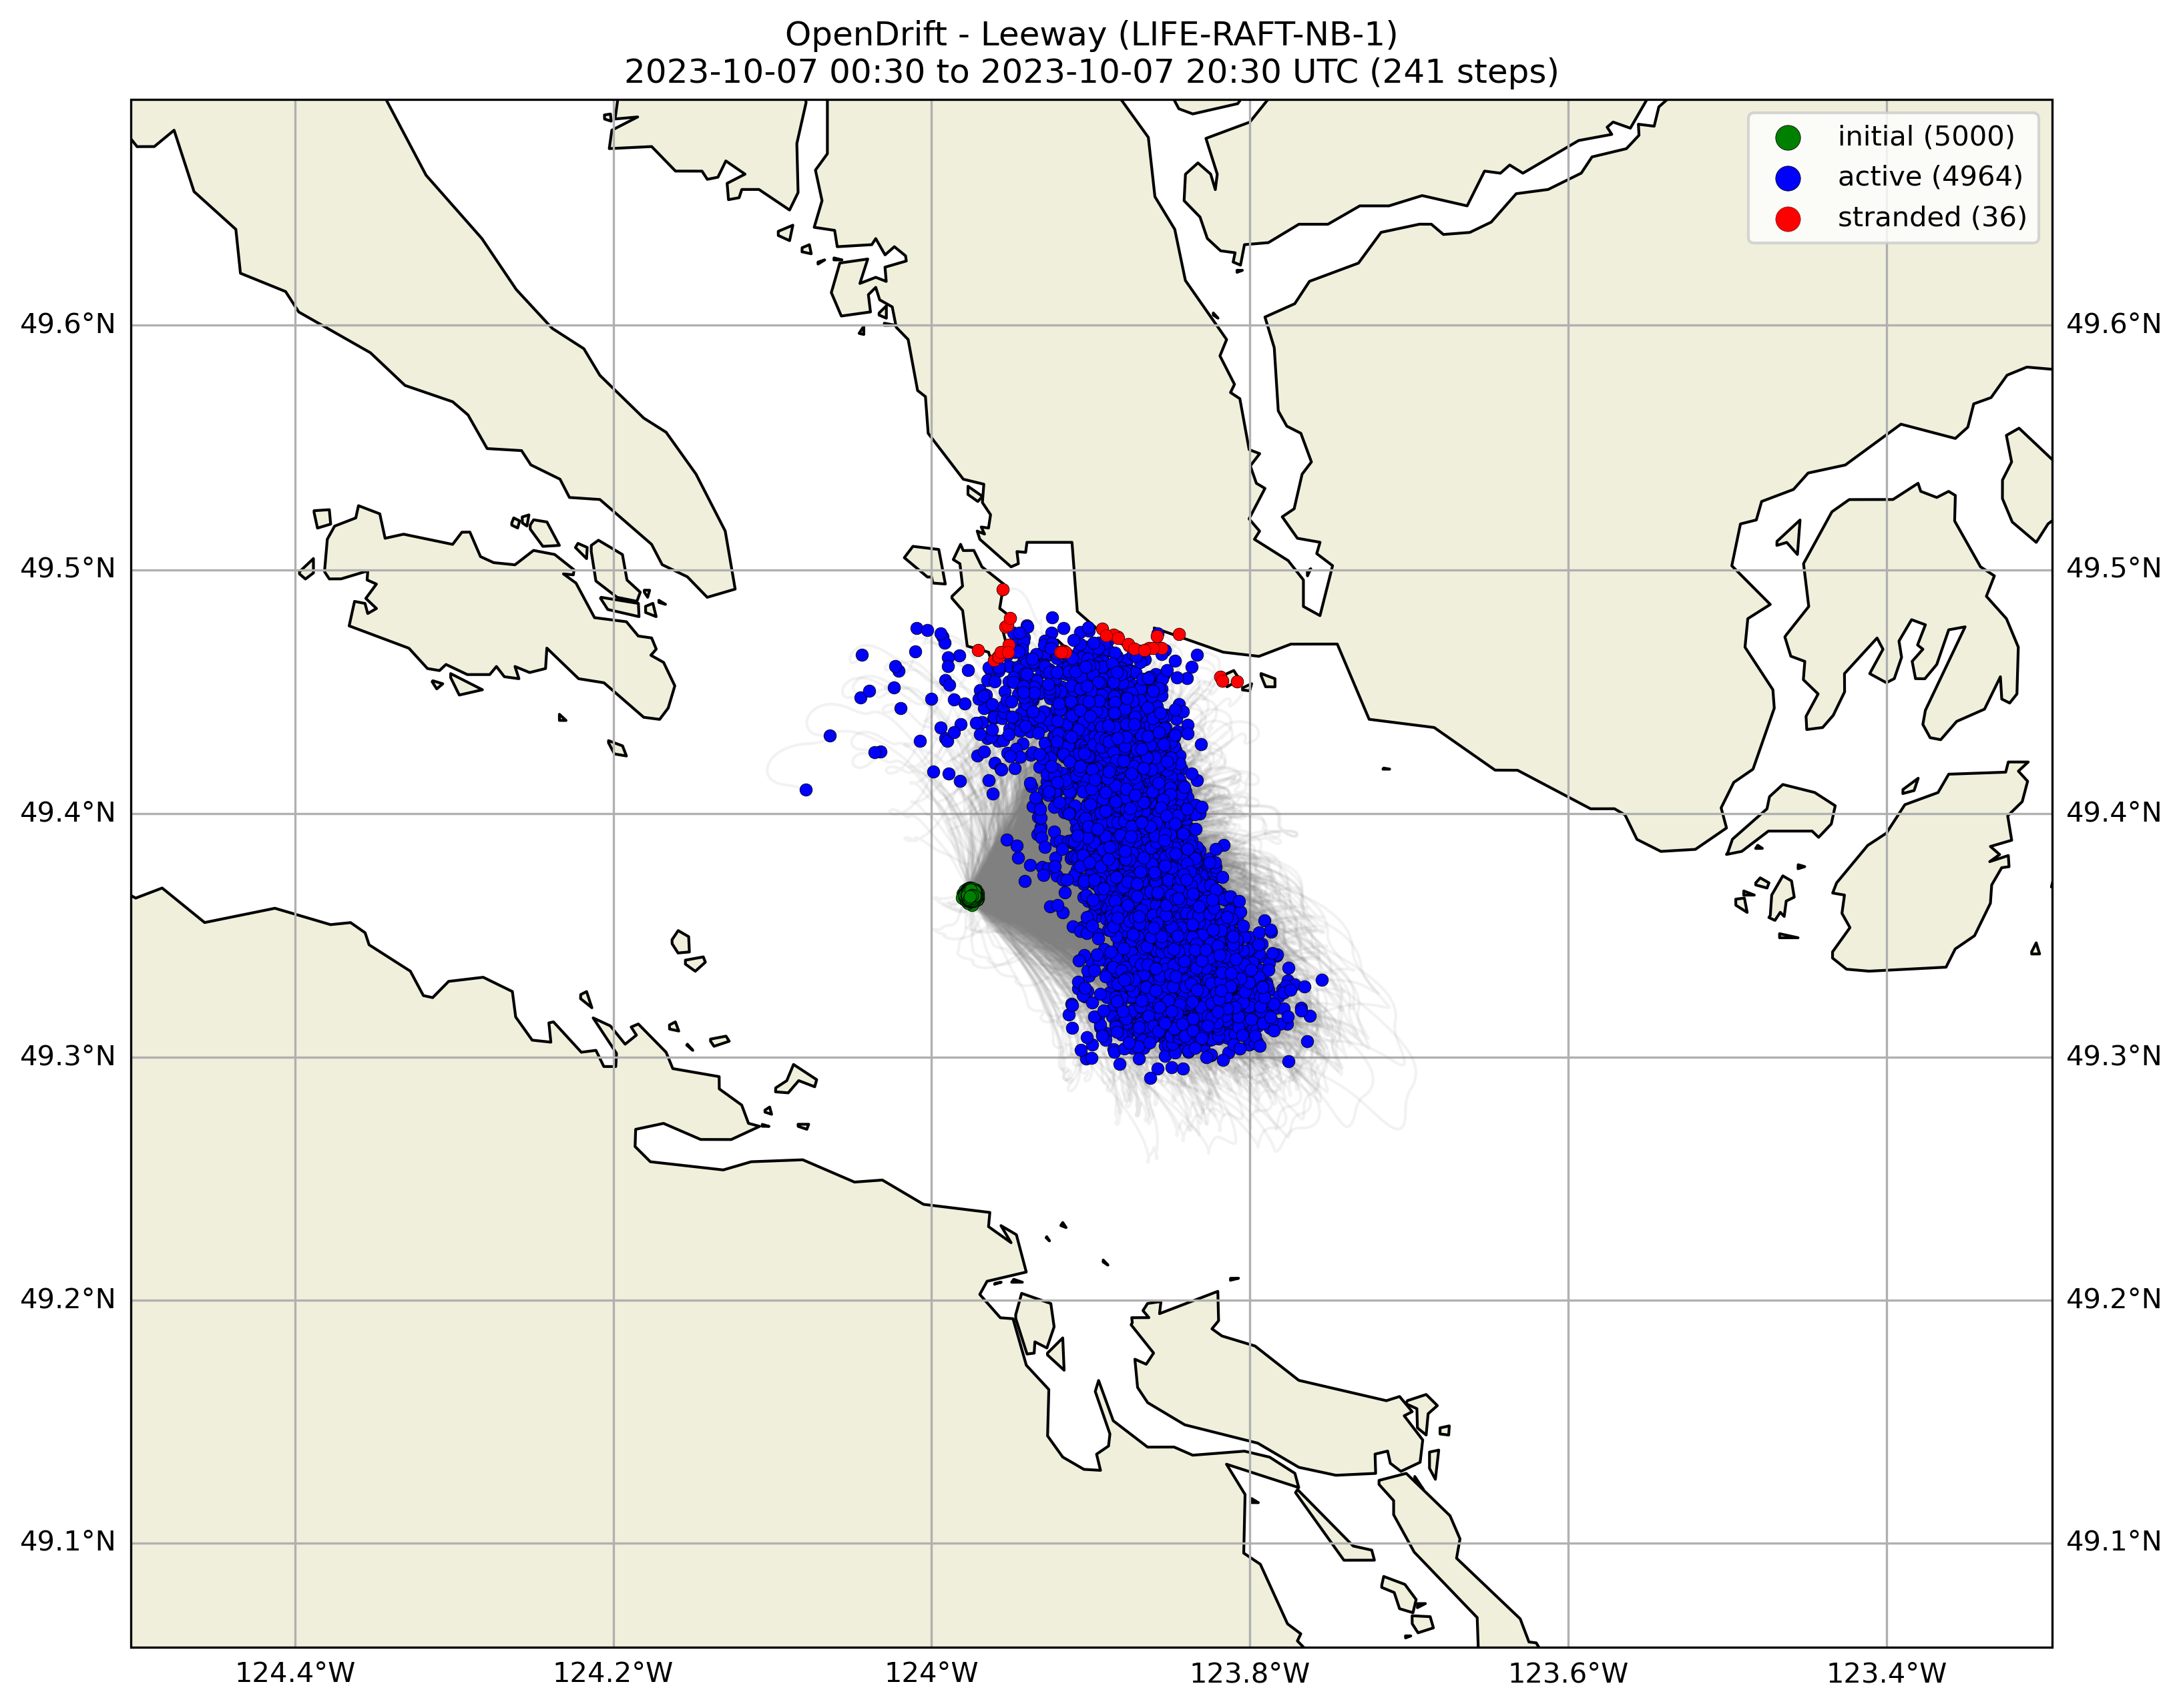 OpenDrift - Leeway (LIFE-RAFT-NB-1)
2023-10-07 00:30 to 2023-10-07 20:30 UTC (241 steps)
initial (5000)
active (4964)
stranded (36)
49.6°N
49.6°N
49.5°N
49.5°N
49.4°N
49.4°N
49.3°N
49.3°N
49.2°N
49.2°N
49.1°N
49.1°N
124.4°W
124.2°W
124°W
123.8°W
123.6°W
123.4°W